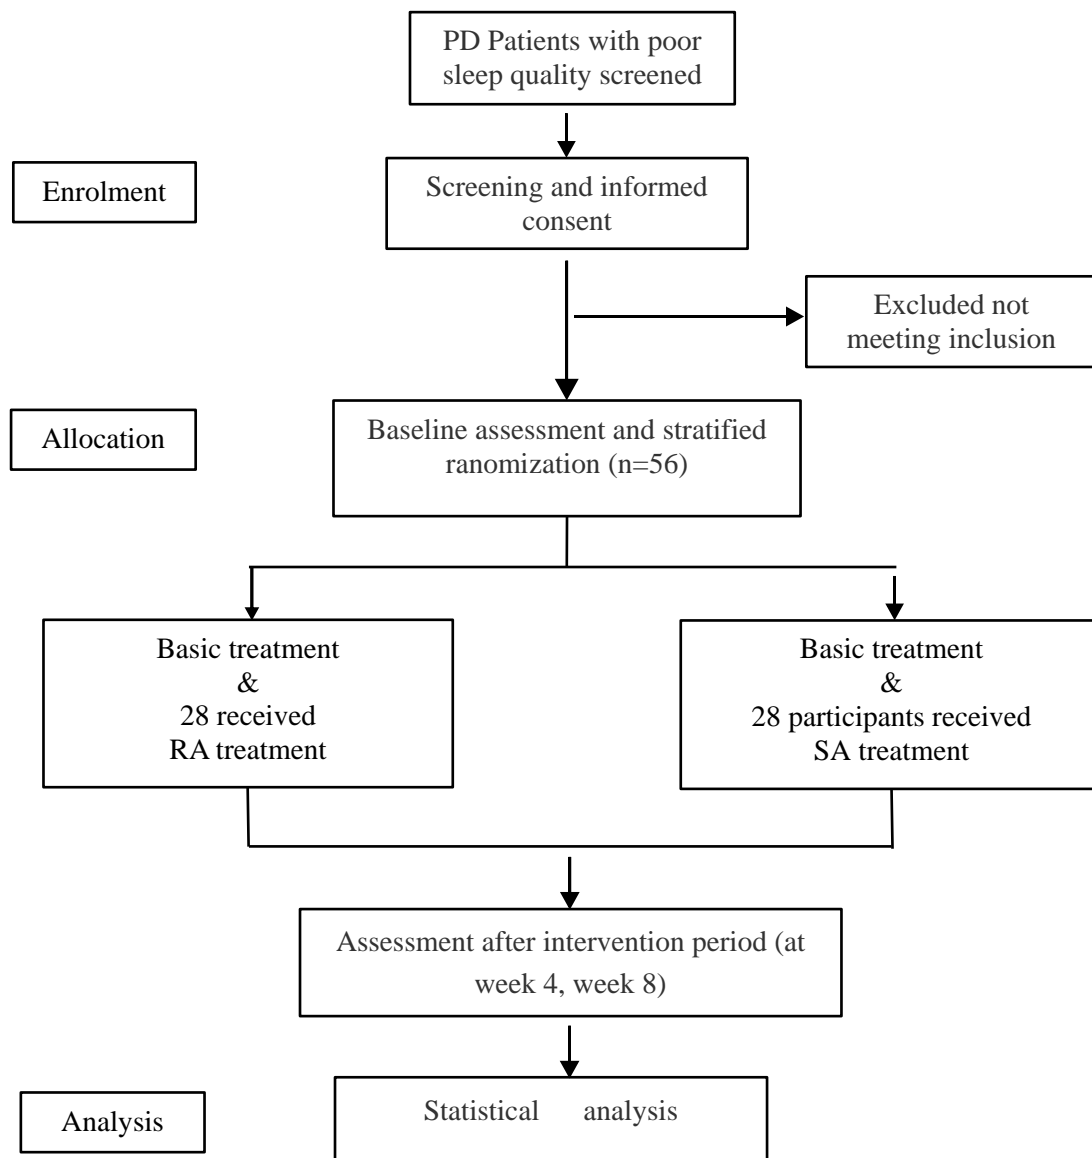 PD Patients with poor
sleep quality screened
Enrolment
Screening and informed
consent
Excluded not
meeting inclusion
Allocation
Baseline assessment and stratified
ranomization (n=56)
Basic treatment
&
28 received
RA treatment
Basic treatment
&
28 participants received
SA treatment
Assessment after intervention period (at
week 4, week 8)
Analysis
Statistical analysis